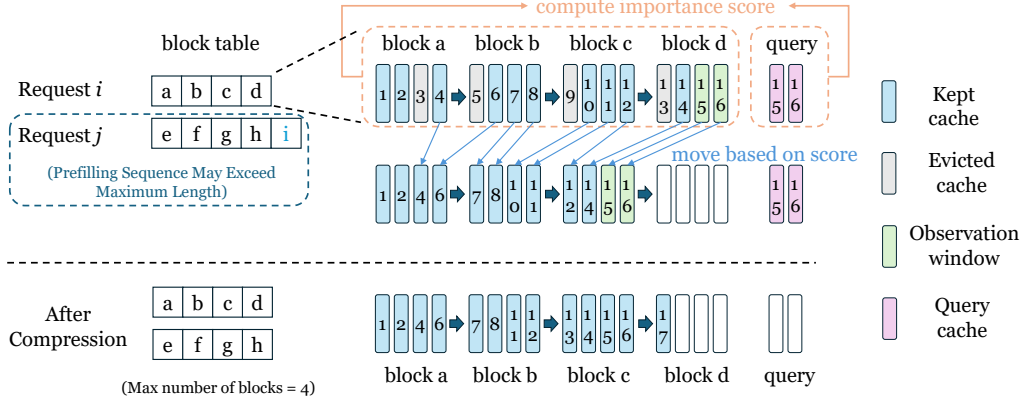 compute importance score
block table
block a block b block c block d query
Request i
a b c d
1 2 3 4 5 6 7 8 9 10 11 12 13 14 15 16 15 16
Kept
cache
Request j
e f g h i
(Prefilling Sequence May Exceed
Maximum Length)
move based on score
Evicted
cache
1 2 4 6 7 8 10 11 12 14 15 16 15 16
Observation
window
After
Compression
a b c d
e f g h
1 2 4 6 7 8 11 12 13 14 15 16 17
Query
cache
(Max number of blocks = 4)
block a block b block c block d query